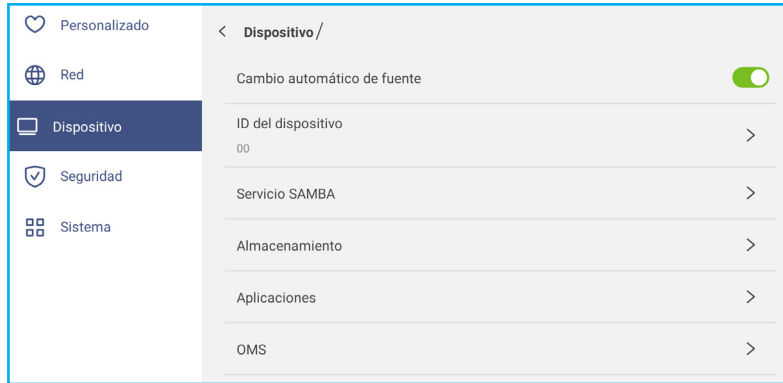 Personalizado
Red
Dispositivo
Seguridad
Sistema
Dispositivo/
Cambio automático de fuente
ID del dispositivo
00
Servicio SAMBA
Almacenamiento
Aplicaciones
OMS